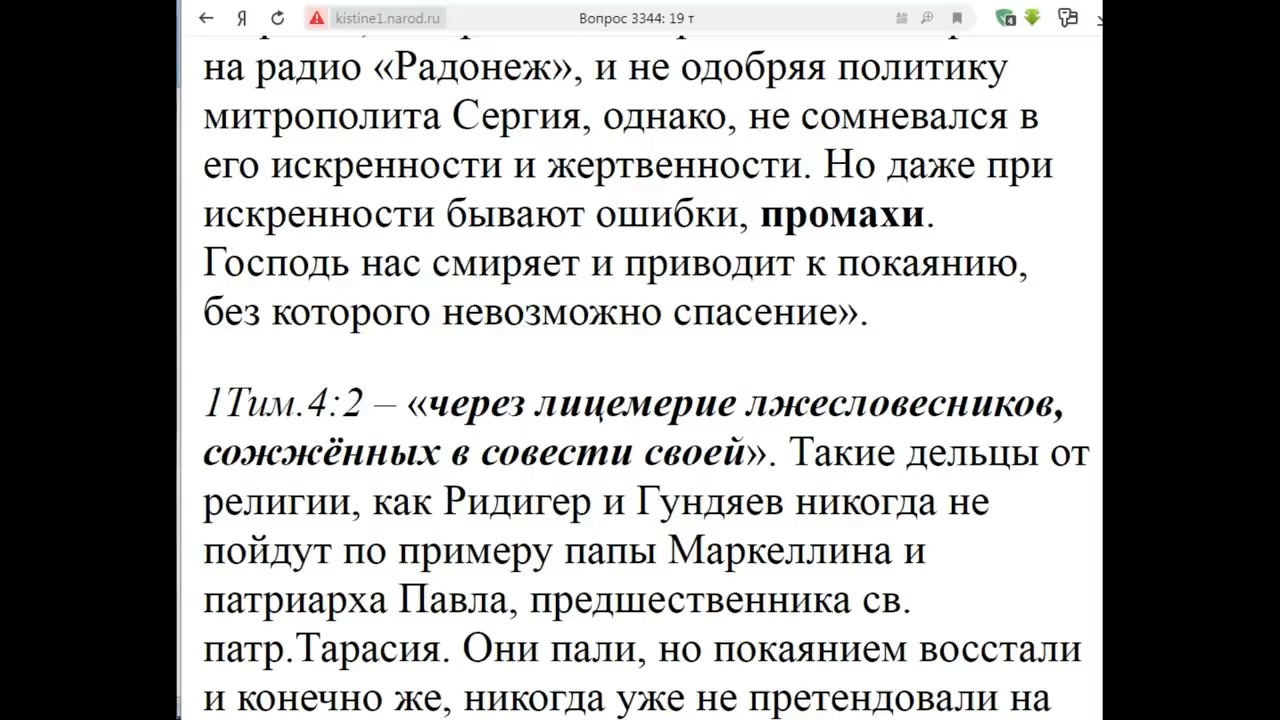 kistine1.narod.ru
Вопрос 3344: 19 т
4
на радио «Радонеж», и не одобряя политику
митрополита Сергия, однако, не сомневался в
его искренности и жертвенности. Но даже при
искренности бывают ошибки, промахи.
Господь нас смиряет и приводит к покаянию,
без которого невозможно спасение».
1Тим.4:2 – «через лицемерие лжесловесников,
сожжённых в совести своей». Такие дельцы от
религии, как Ридигер и Гундяев никогда не
пойдут по примеру папы Маркеллина и
патриарха Павла, предшественника св.
патр.Тарасия. Они пали, но покаянием восстали
и конечно же, никогда уже не претендовали на